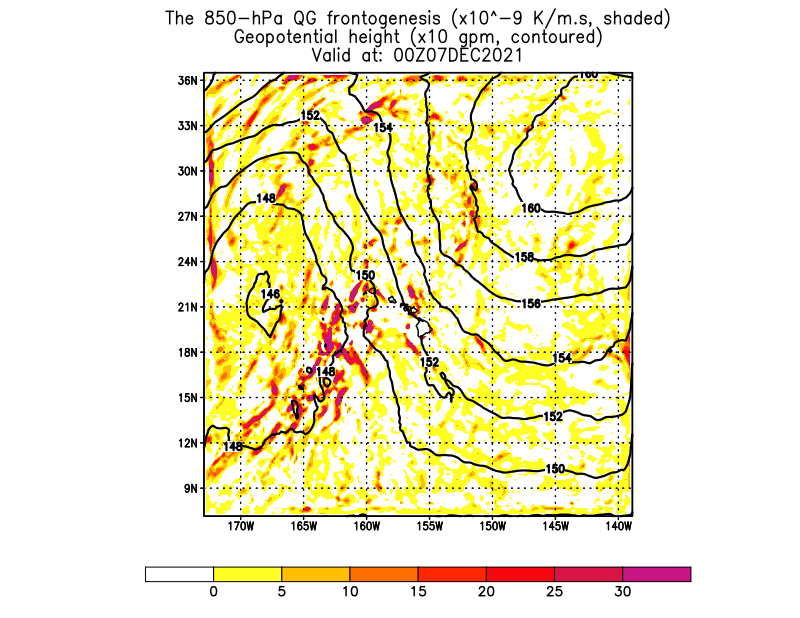 The 850-hPa QG frontogenesis (x10^-9 K/m.s, shaded)
Geopotential height (x10 gpm, contoured)
Valid at: 00Z07DEC2021
36N 160
152
33N 154
30N
27N 148 160
24N 158
150
146
21N 156
18N 152 154
148
15N
152
12N 148
150
9N
170W 165W 160W 155W 150W 145W 140W
0 5 10 15 20 25 30